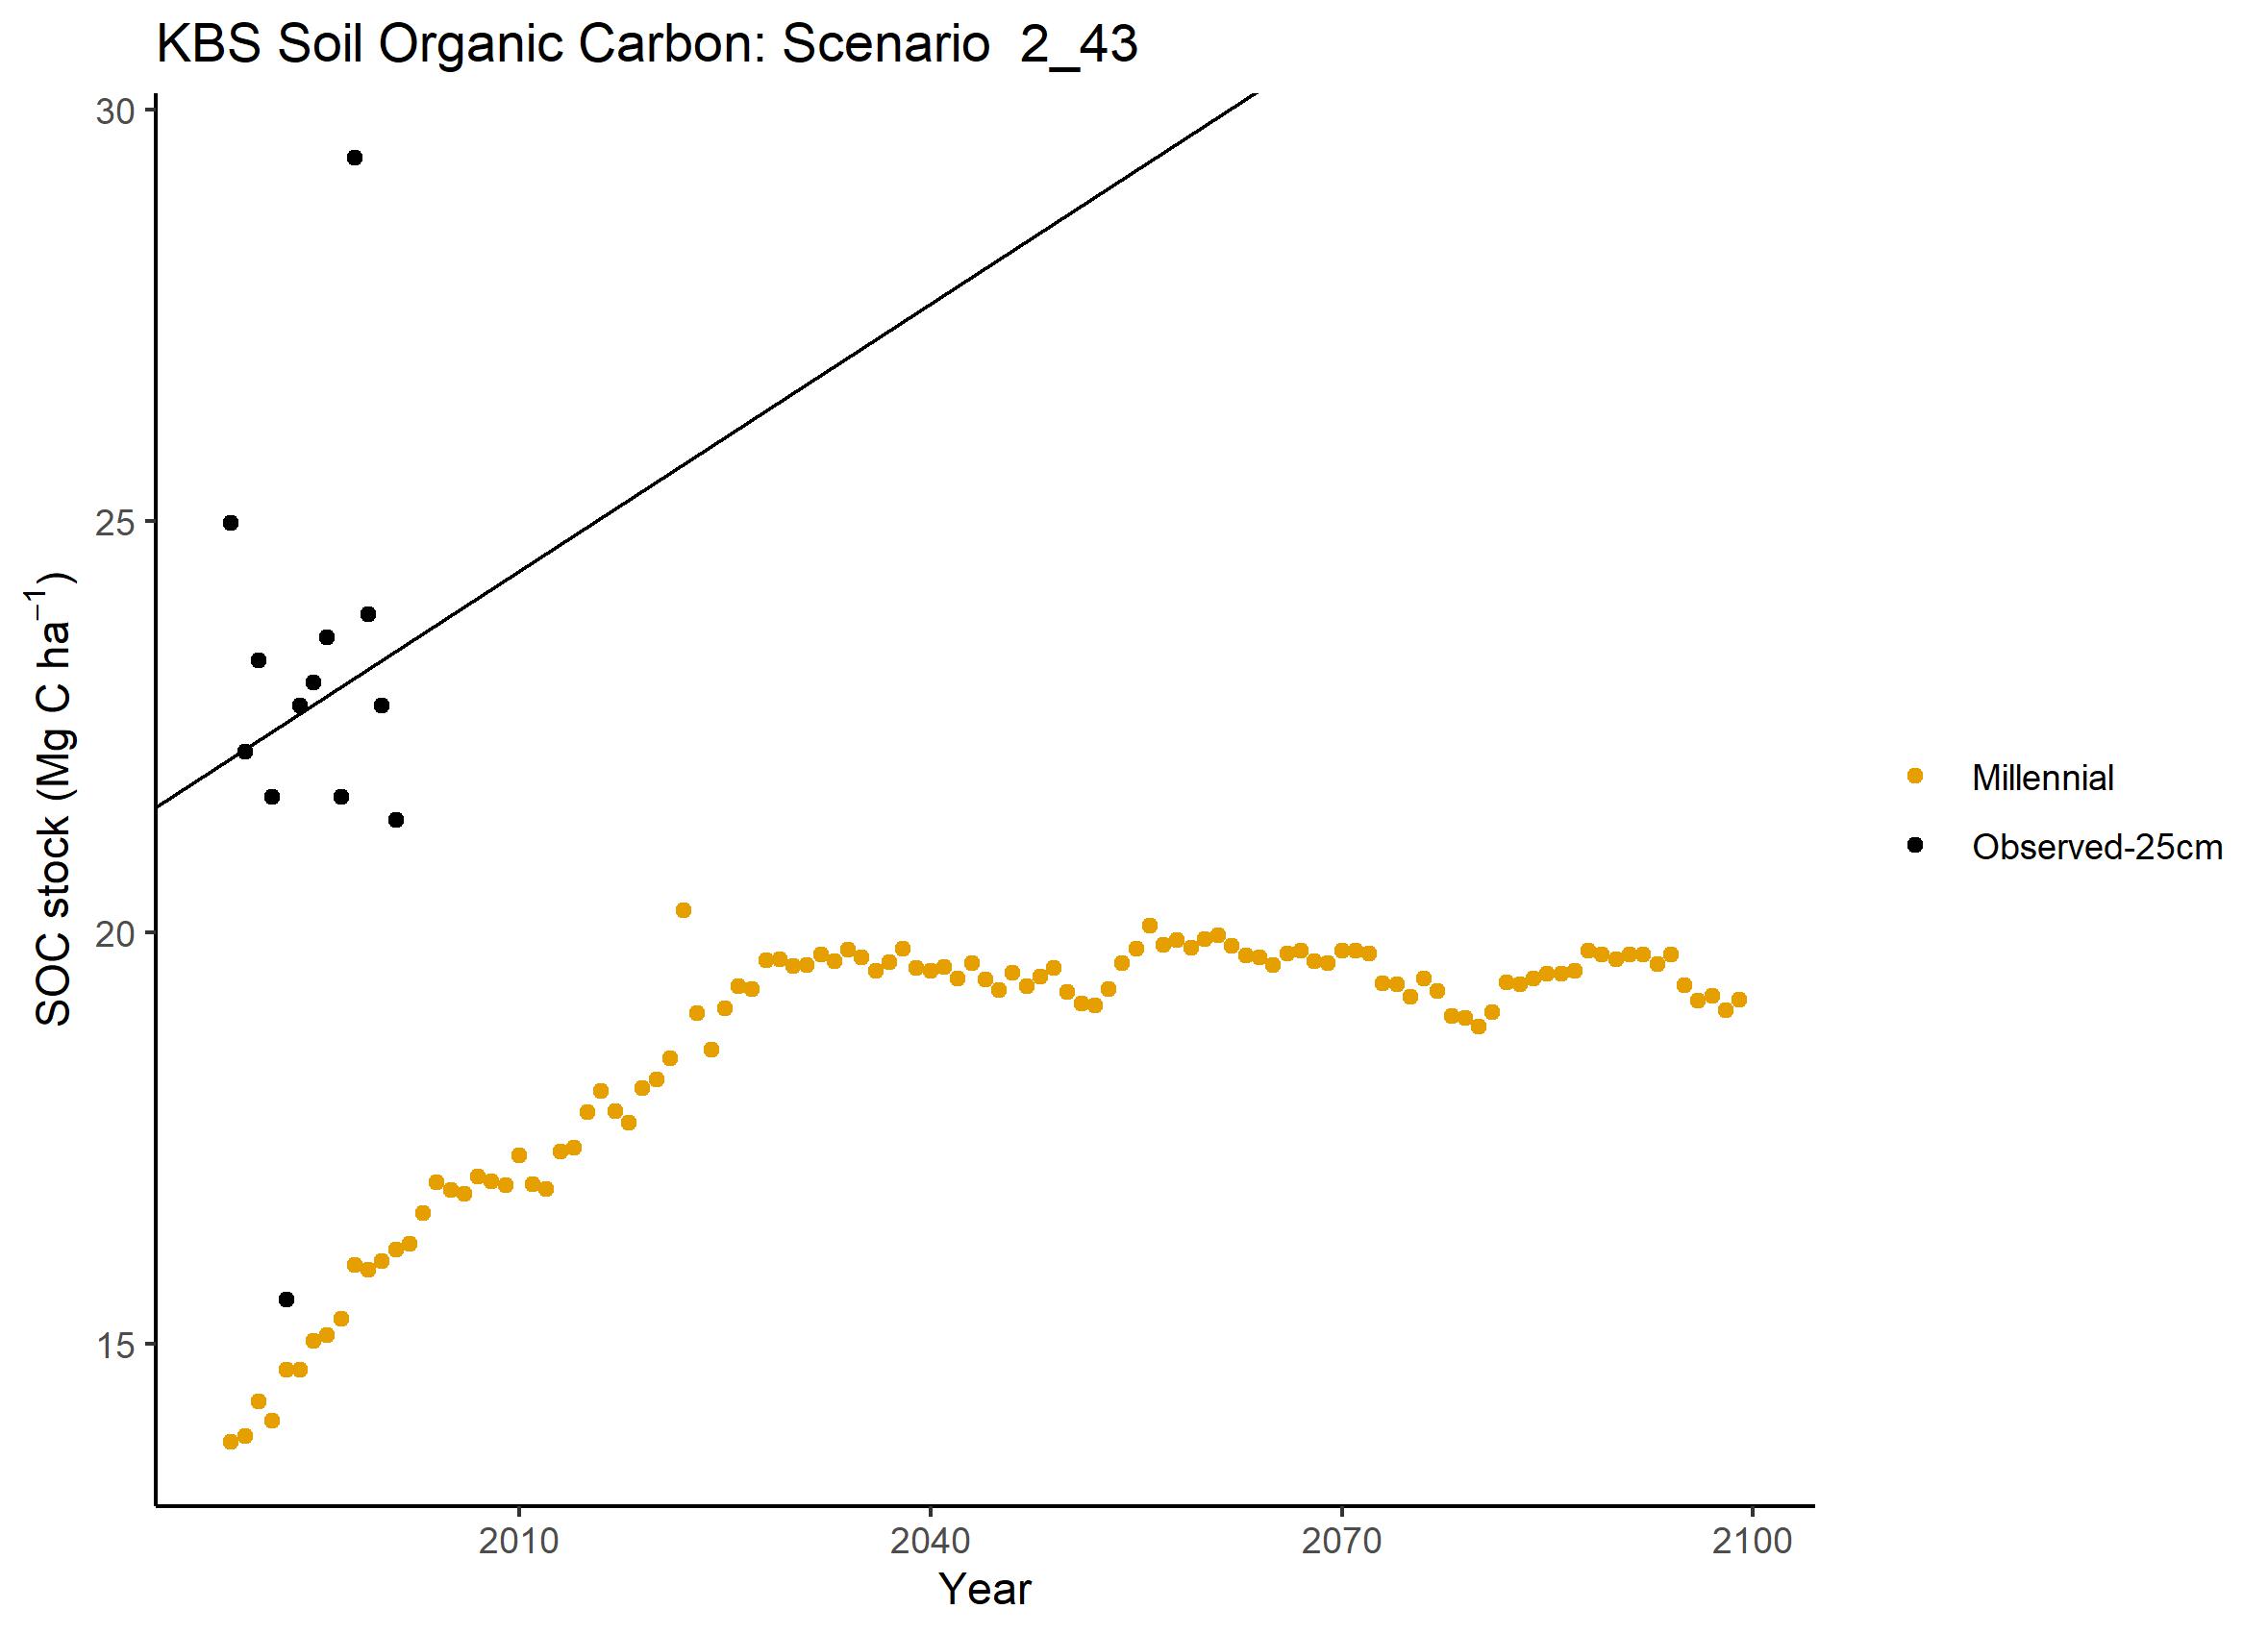 KBS Soil Organic Carbon: Scenario  2_43
SOC stock (Mg C ha⁻¹)
30
25
20
15
2010
2040
2070
2100
Year
Millennial
Observed-25cm